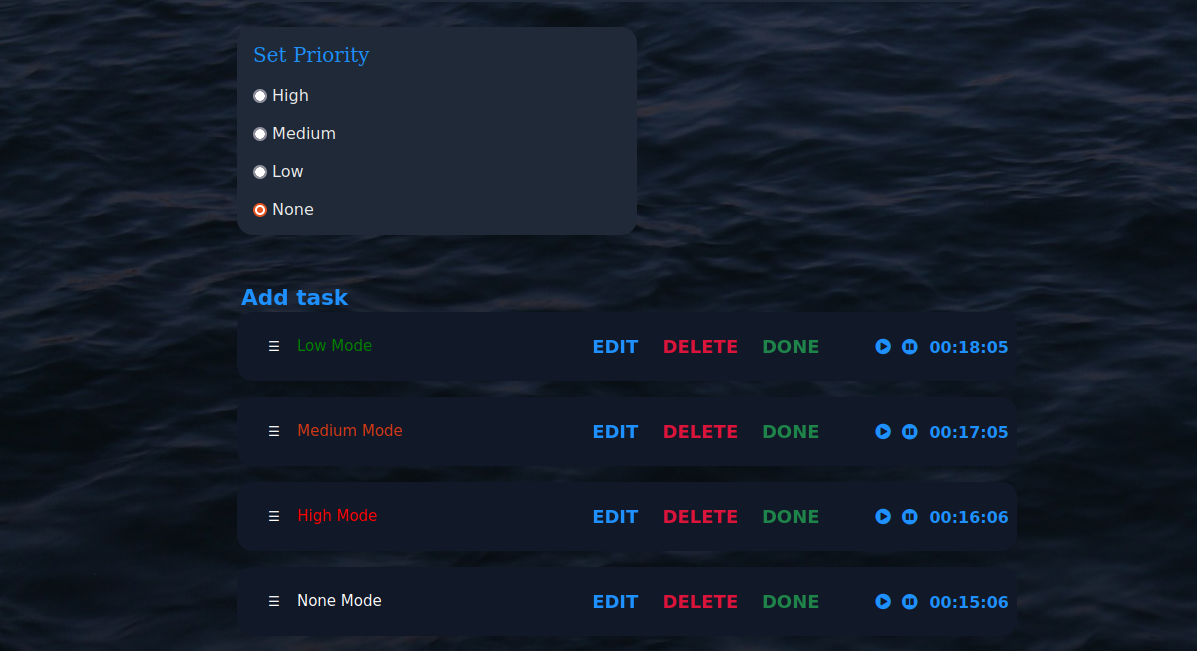 Set Priority
High
Medium
Low
None
Add task
☰ Low Mode EDIT DELETE DONE 00:18:05
☰ Medium Mode EDIT DELETE DONE 00:17:05
☰ High Mode EDIT DELETE DONE 00:16:06
☰ None Mode EDIT DELETE DONE 00:15:06